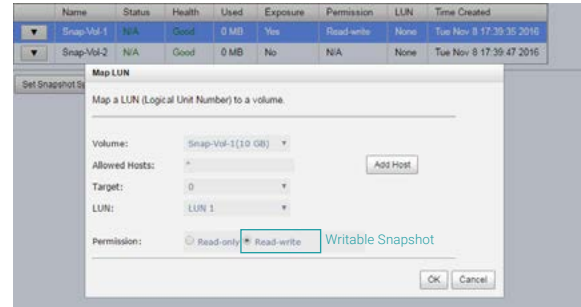 Name Status Health Used Exposure Permission LUN Time Created
Snap-Vol-1 N/A Good 0 MB Yes Read-write None Tue Nov 8 17:39:35 2016
Snap-Vol-2 N/A Good 0 MB No N/A None Tue Nov 8 17:39:47 2016
Set Snapshot
Map LUN
Map a LUN (Logical Unit Number) to a volume.
Volume: Snap-Vol-1(10 GB)
Allowed Hosts: * Add Host
Target: 0
LUN: LUN 1
Permission: Read-only Read-write Writable Snapshot
OK Cancel